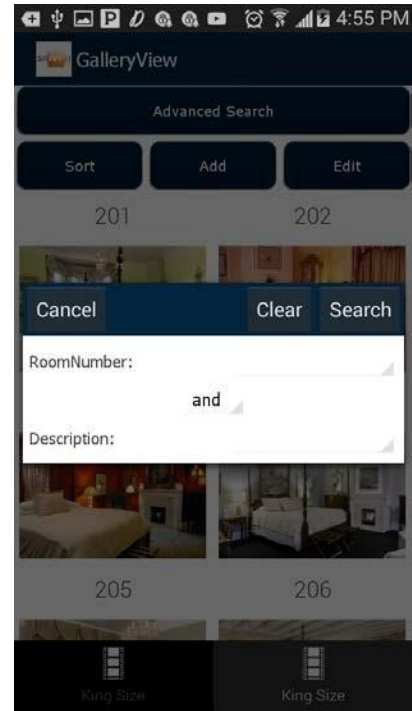 4:55 PM
GalleryView
Advanced Search
Sort Add Edit
201 202
Cancel Clear Search
RoomNumber:
and
Description:
205 206
King Size King Size